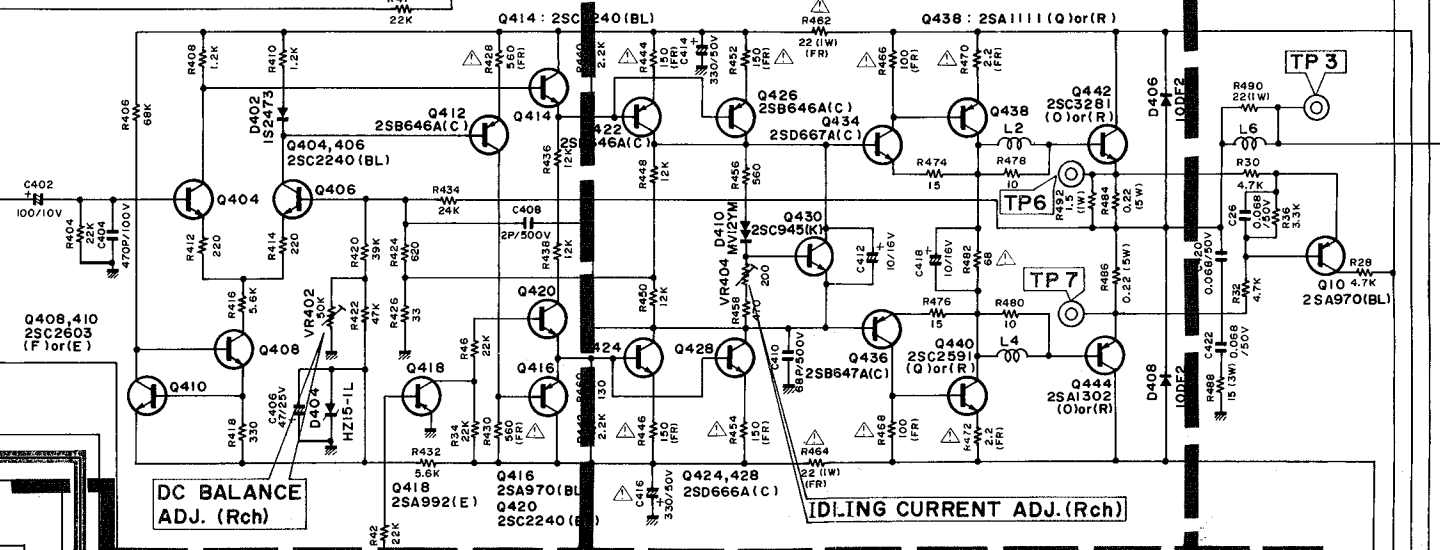 22K
Q414 : 2SC2240(BL)
R462
22 (1W)
(FR)
Q438 : 2SA1111(Q)or(R)
R408
1.2K
R410
1.2K
R428
560
(FR)
2.2K
R444
150
(FR)
C414
330/50V
R452
150
(FR)
R466
100
(FR)
R470
2.2
(FR)
TP 3
R406
68K
D402
1S2473
Q412
2SB646A(C)
Q414
Q426
2SB646A(C)
Q434
2SD667A(C)
Q438
Q442
2SC3281
(O)or(R)
D406
10DF2
R490
22(1W)
Q404,406
2SC2240(BL)
R436
12K
R448
12K
R456
560
L2
R474
15
R478
10
L6
R30
4.7K
C402
100/10V
R404
22K
C404
470P/100V
Q404
Q406
R434
24K
C408
2P/500V
TP6
R492
1.5
(1W)
R484
0.22
(5W)
C26
0.068
/50V
R36
3.3K
R412
220
R414
220
R420
39K
R424
620
R438
12K
D410
MV12YM
Q430
2SC945(K)
C412
10/16V
C418
10/16V
R482
68
R486
0.22 (5W)
C420
0.068/50V
R32
4.7K
Q10
2SA970(BL)
R28
4.7K
R416
5.6K
VR402
50K
R422
47K
R426
33
Q420
R450
12K
VR404
200
R458
470
R476
15
R480
10
TP 7
Q408,410
2SC2603
(F)or(E)
Q408
R46
22K
Q428
C410
68P/500V
Q436
2SB647A(C)
Q440
2SC2591
(Q)or(R)
L4
Q444
2SA1302
(O)or(R)
D408
10DF2
C422
0.068
/50V
R488
15 (3W)
Q410
C406
47/25V
D404
HZ15-1L
Q418
Q416
R418
330
R34
22K
R430
560
(FR)
130
2.2K
R446
150
(FR)
R454
150
(FR)
R468
100
(FR)
R472
2.2
(FR)
R432
5.6K
R464
22 (1W)
(FR)
DC BALANCE
ADJ. (Rch)
Q418
2SA992(E)
Q416
2SA970(BL
Q420
2SC2240(
C416
330/50V
Q424,428
2SD666A(C)
IDLING CURRENT ADJ.(Rch)
R42
22K